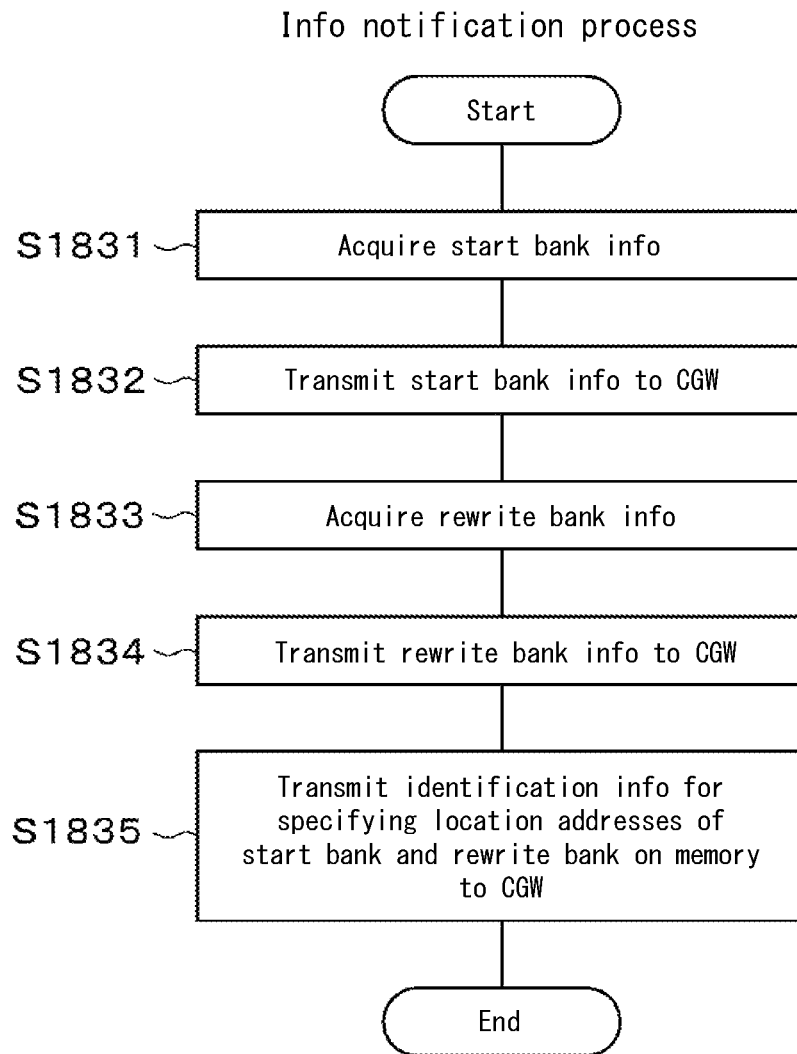 Info notification process
Start
S1831
Acquire start bank info
S1832
Transmit start bank info to CGW
S1833
Acquire rewrite bank info
S1834
Transmit rewrite bank info to CGW
S1835
Transmit identification info for
specifying location addresses of
start bank and rewrite bank on memory
to CGW
End